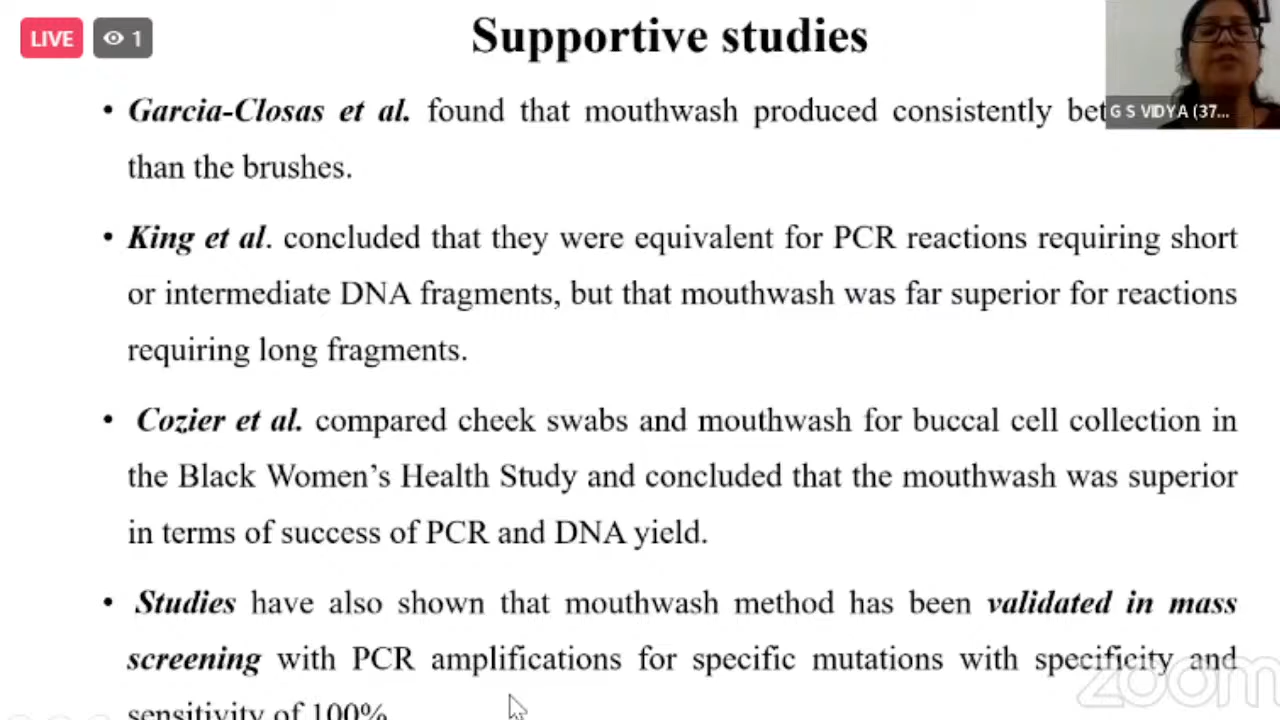 LIVE
1
Supportive studies
G S VIDYA (37...
• Garcia-Closas et al. found that mouthwash produced consistently
than the brushes.
• King et al. concluded that they were equivalent for PCR reactions requiring short
or intermediate DNA fragments, but that mouthwash was far superior for reactions
requiring long fragments.
• Cozier et al. compared cheek swabs and mouthwash for buccal cell collection in
the Black Women's Health Study and concluded that the mouthwash was superior
in terms of success of PCR and DNA yield.
• Studies have also shown that mouthwash method has been validated in mass
screening with PCR amplifications for specific mutations with specificity and
sensitivity of 100%
zoom